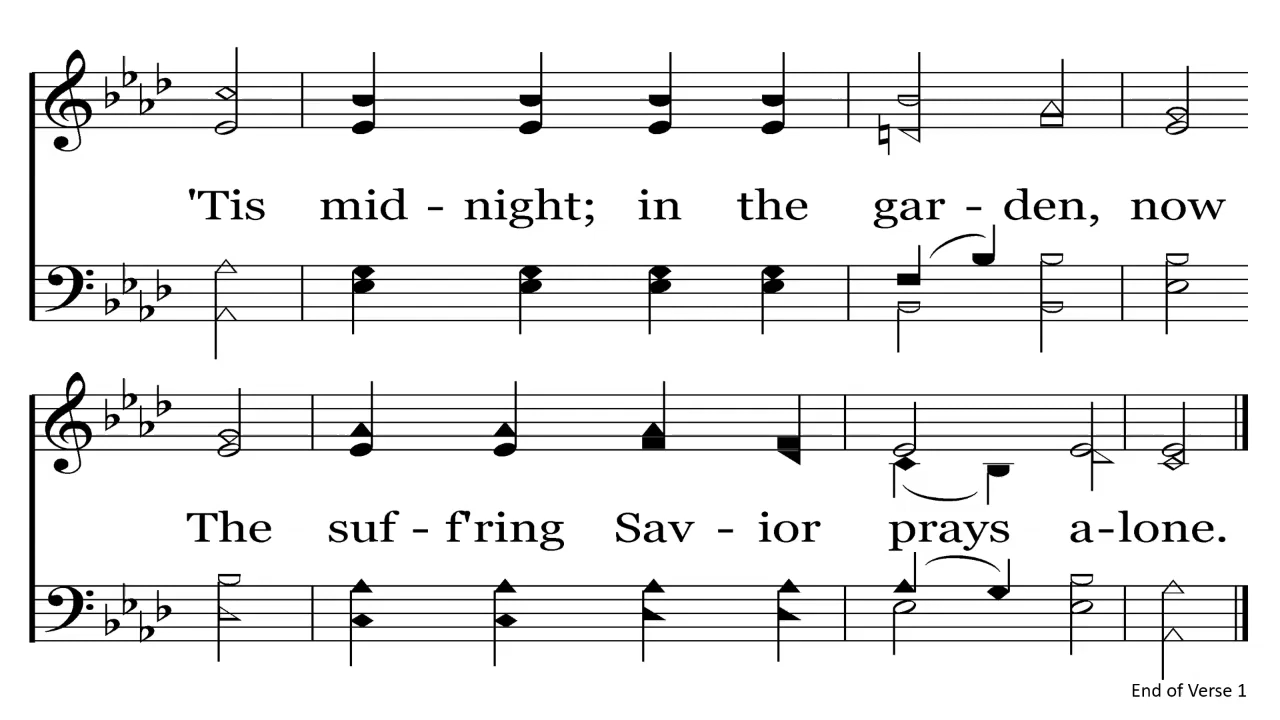 'Tis mid - night; in the gar - den, now
The suf - f'ring Sav - ior prays a-lone.
End of Verse 1